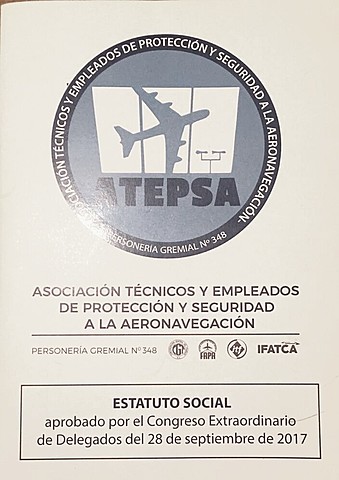 ASOCIACIÓN TÉCNICOS Y EMPLEADOS DE PROTECCIÓN Y SEGURIDAD A LA AERONAVEGACIÓN-
ATEPSA
PERSONERÍA GREMIAL Nº 348
ASOCIACIÓN TÉCNICOS Y EMPLEADOS
DE PROTECCIÓN Y SEGURIDAD
A LA AERONAVEGACIÓN
PERSONERÍA GREMIAL Nº 348 CGT FAPA IFATCA
ESTATUTO SOCIAL
aprobado por el Congreso Extraordinario
de Delegados del 28 de septiembre de 2017